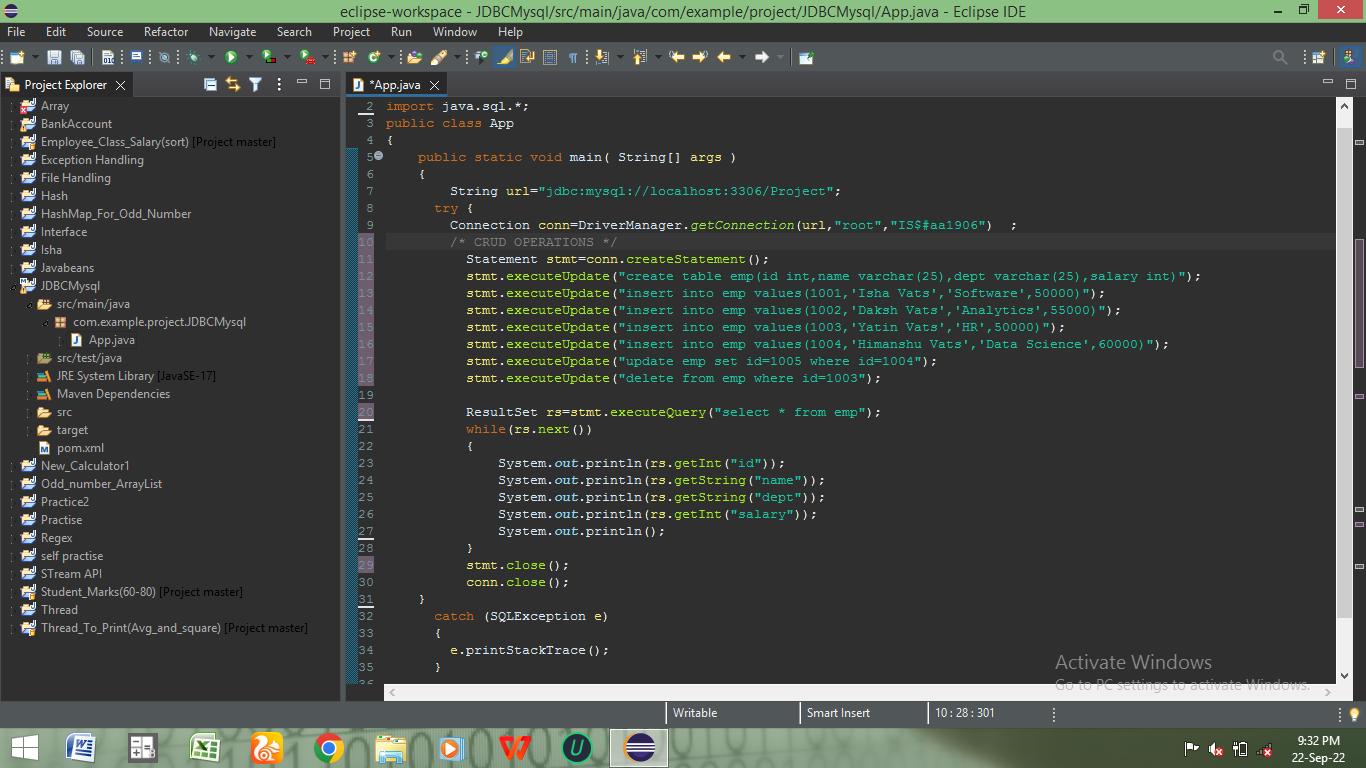 eclipse-workspace - JDBCMysql/src/main/java/com/example/project/JDBCMysql/App.java - Eclipse IDE
File Edit Source Refactor Navigate Search Project Run Window Help
Project Explorer
Array
BankAccount
Employee_Class_Salary(sort) [Project master]
Exception Handling
File Handling
Hash
HashMap_For_Odd_Number
Interface
Isha
Javabeans
JDBCMysql
src/main/java
com.example.project.JDBCMysql
App.java
src/test/java
JRE System Library [JavaSE-17]
Maven Dependencies
src
target
pom.xml
New_Calculator1
Odd_number_ArrayList
Practice2
Practise
Regex
self practise
STream API
Student_Marks(60-80) [Project master]
Thread
Thread_To_Print(Avg_and_square) [Project master]
*App.java
2 import java.sql.*;
3 public class App
4 {
5 public static void main( String[] args )
6 {
7 String url="jdbc:mysql://localhost:3306/Project";
8 try {
9 Connection conn=DriverManager.getConnection(url,"root","IS$#aa1906") ;
10 /* CRUD OPERATIONS */
11 Statement stmt=conn.createStatement();
12 stmt.executeUpdate("create table emp(id int,name varchar(25),dept varchar(25),salary int)");
13 stmt.executeUpdate("insert into emp values(1001,'Isha Vats','Software',50000)");
14 stmt.executeUpdate("insert into emp values(1002,'Daksh Vats','Analytics',55000)");
15 stmt.executeUpdate("insert into emp values(1003,'Yatin Vats','HR',50000)");
16 stmt.executeUpdate("insert into emp values(1004,'Himanshu Vats','Data Science',60000)");
17 stmt.executeUpdate("update emp set id=1005 where id=1004");
18 stmt.executeUpdate("delete from emp where id=1003");
19
20 ResultSet rs=stmt.executeQuery("select * from emp");
21 while(rs.next())
22 {
23 System.out.println(rs.getInt("id"));
24 System.out.println(rs.getString("name"));
25 System.out.println(rs.getString("dept"));
26 System.out.println(rs.getInt("salary"));
27 System.out.println();
28 }
29 stmt.close();
30 conn.close();
31 }
32 catch (SQLException e)
33 {
34 e.printStackTrace();
35 }
Activate Windows
Go to PC settings to activate Windows.
Writable Smart Insert 10 : 28 : 301
9:32 PM
22-Sep-22